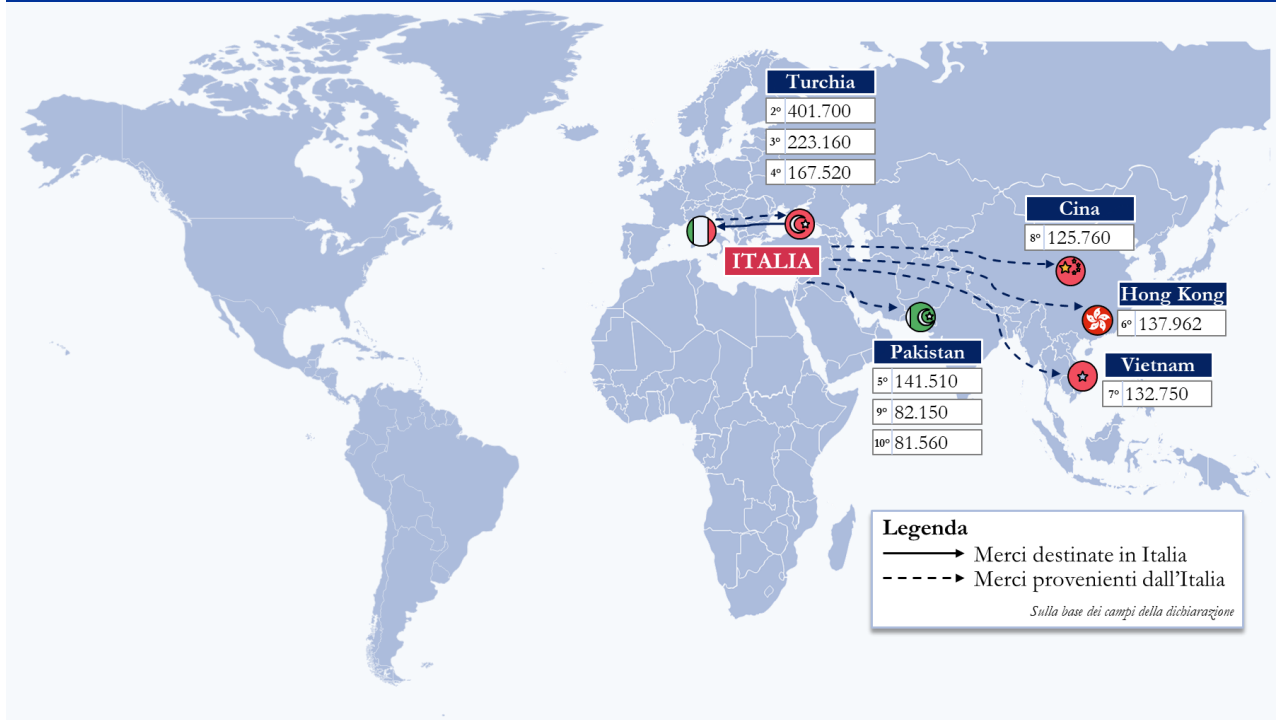 Turchia
2° 401.700
3° 223.160
4° 167.520
ITALIA
Cina
8° 125.760
Hong Kong
6° 137.962
Vietnam
7° 132.750
Pakistan
5° 141.510
9° 82.150
10° 81.560
Legenda
Merci destinate in Italia
Merci provenienti dall'Italia
Sulla base dei campi della dichiarazione